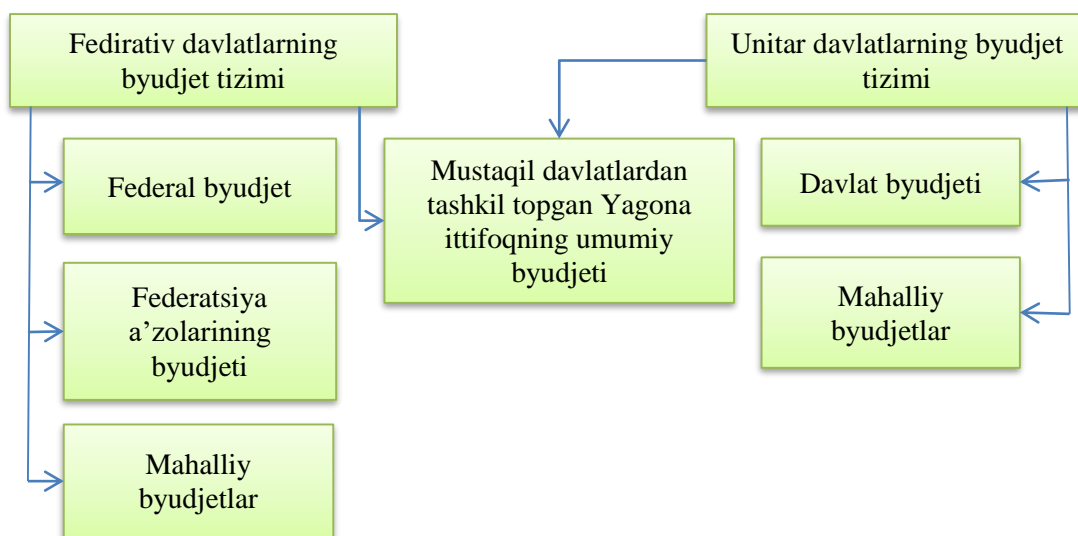 Fedirativ davlatlarning
byudjet tizimi
Unitar davlatlarning byudjet
tizimi
Federal byudjet
Mustaqil davlatlardan
tashkil topgan Yagona
ittifoqning umumiy
byudjeti
Davlat byudjeti
Federatsiya
a’zolarining
byudjeti
Mahalliy
byudjetlar
Mahalliy
byudjetlar